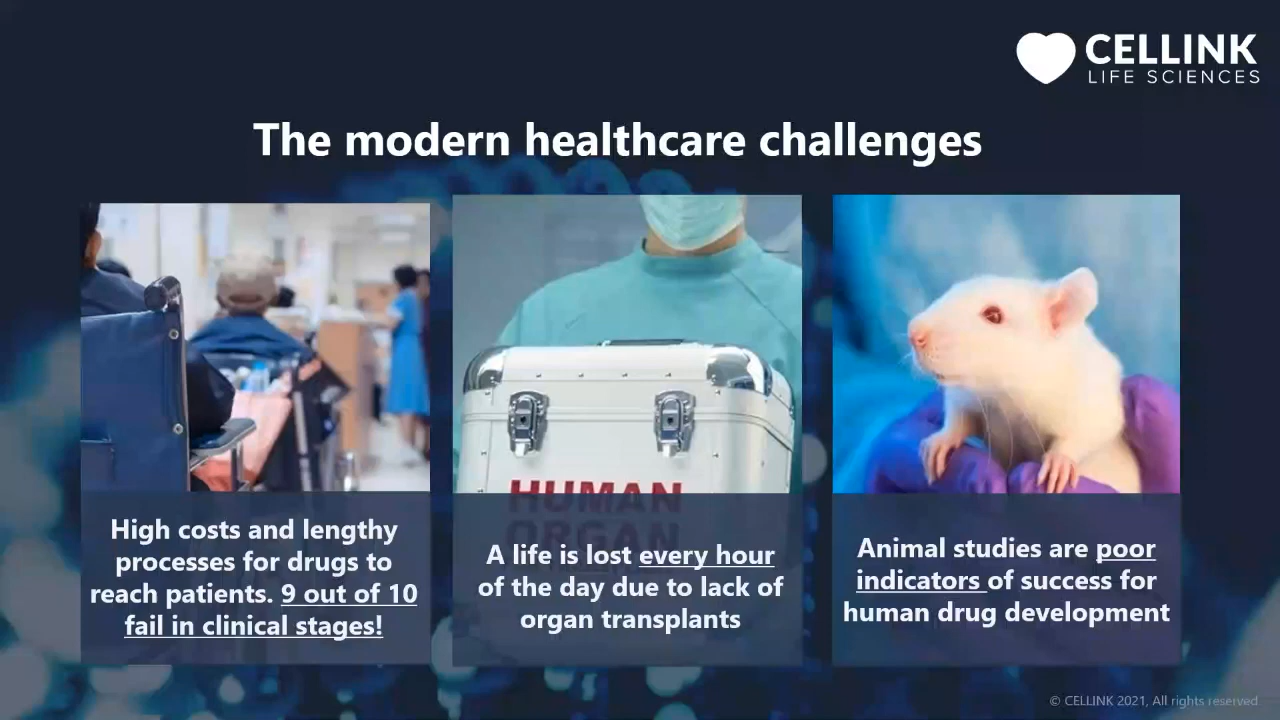 CELLINK
LIFE SCIENCES
The modern healthcare challenges
HUMAN
ORGAN
High costs and lengthy
processes for drugs to
reach patients. 9 out of 10
fail in clinical stages!
A life is lost every hour
of the day due to lack of
organ transplants
Animal studies are poor
indicators of success for
human drug development
© CELLINK 2021, All rights reserved